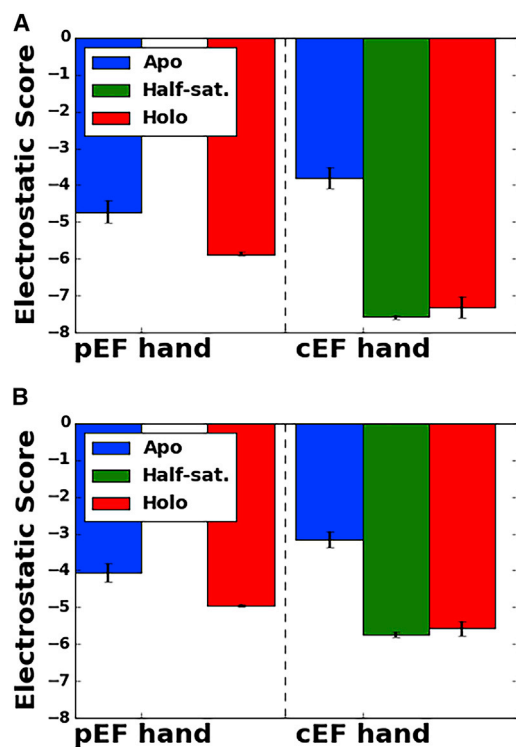 A
Electrostatic Score
0
−1
−2
−3
−4
−5
−6
−7
−8
Apo
Half-sat.
Holo
pEF hand
cEF hand
B
Electrostatic Score
0
−1
−2
−3
−4
−5
−6
−7
−8
Apo
Half-sat.
Holo
pEF hand
cEF hand